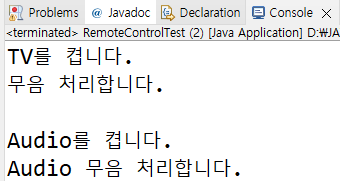 Problems @ Javadoc Declaration Console
<terminated> RemoteControlTest (2) [Java Application] D:\JA
TV를 켭니다.
무음 처리합니다.
Audio를 켭니다.
Audio 무음 처리합니다.